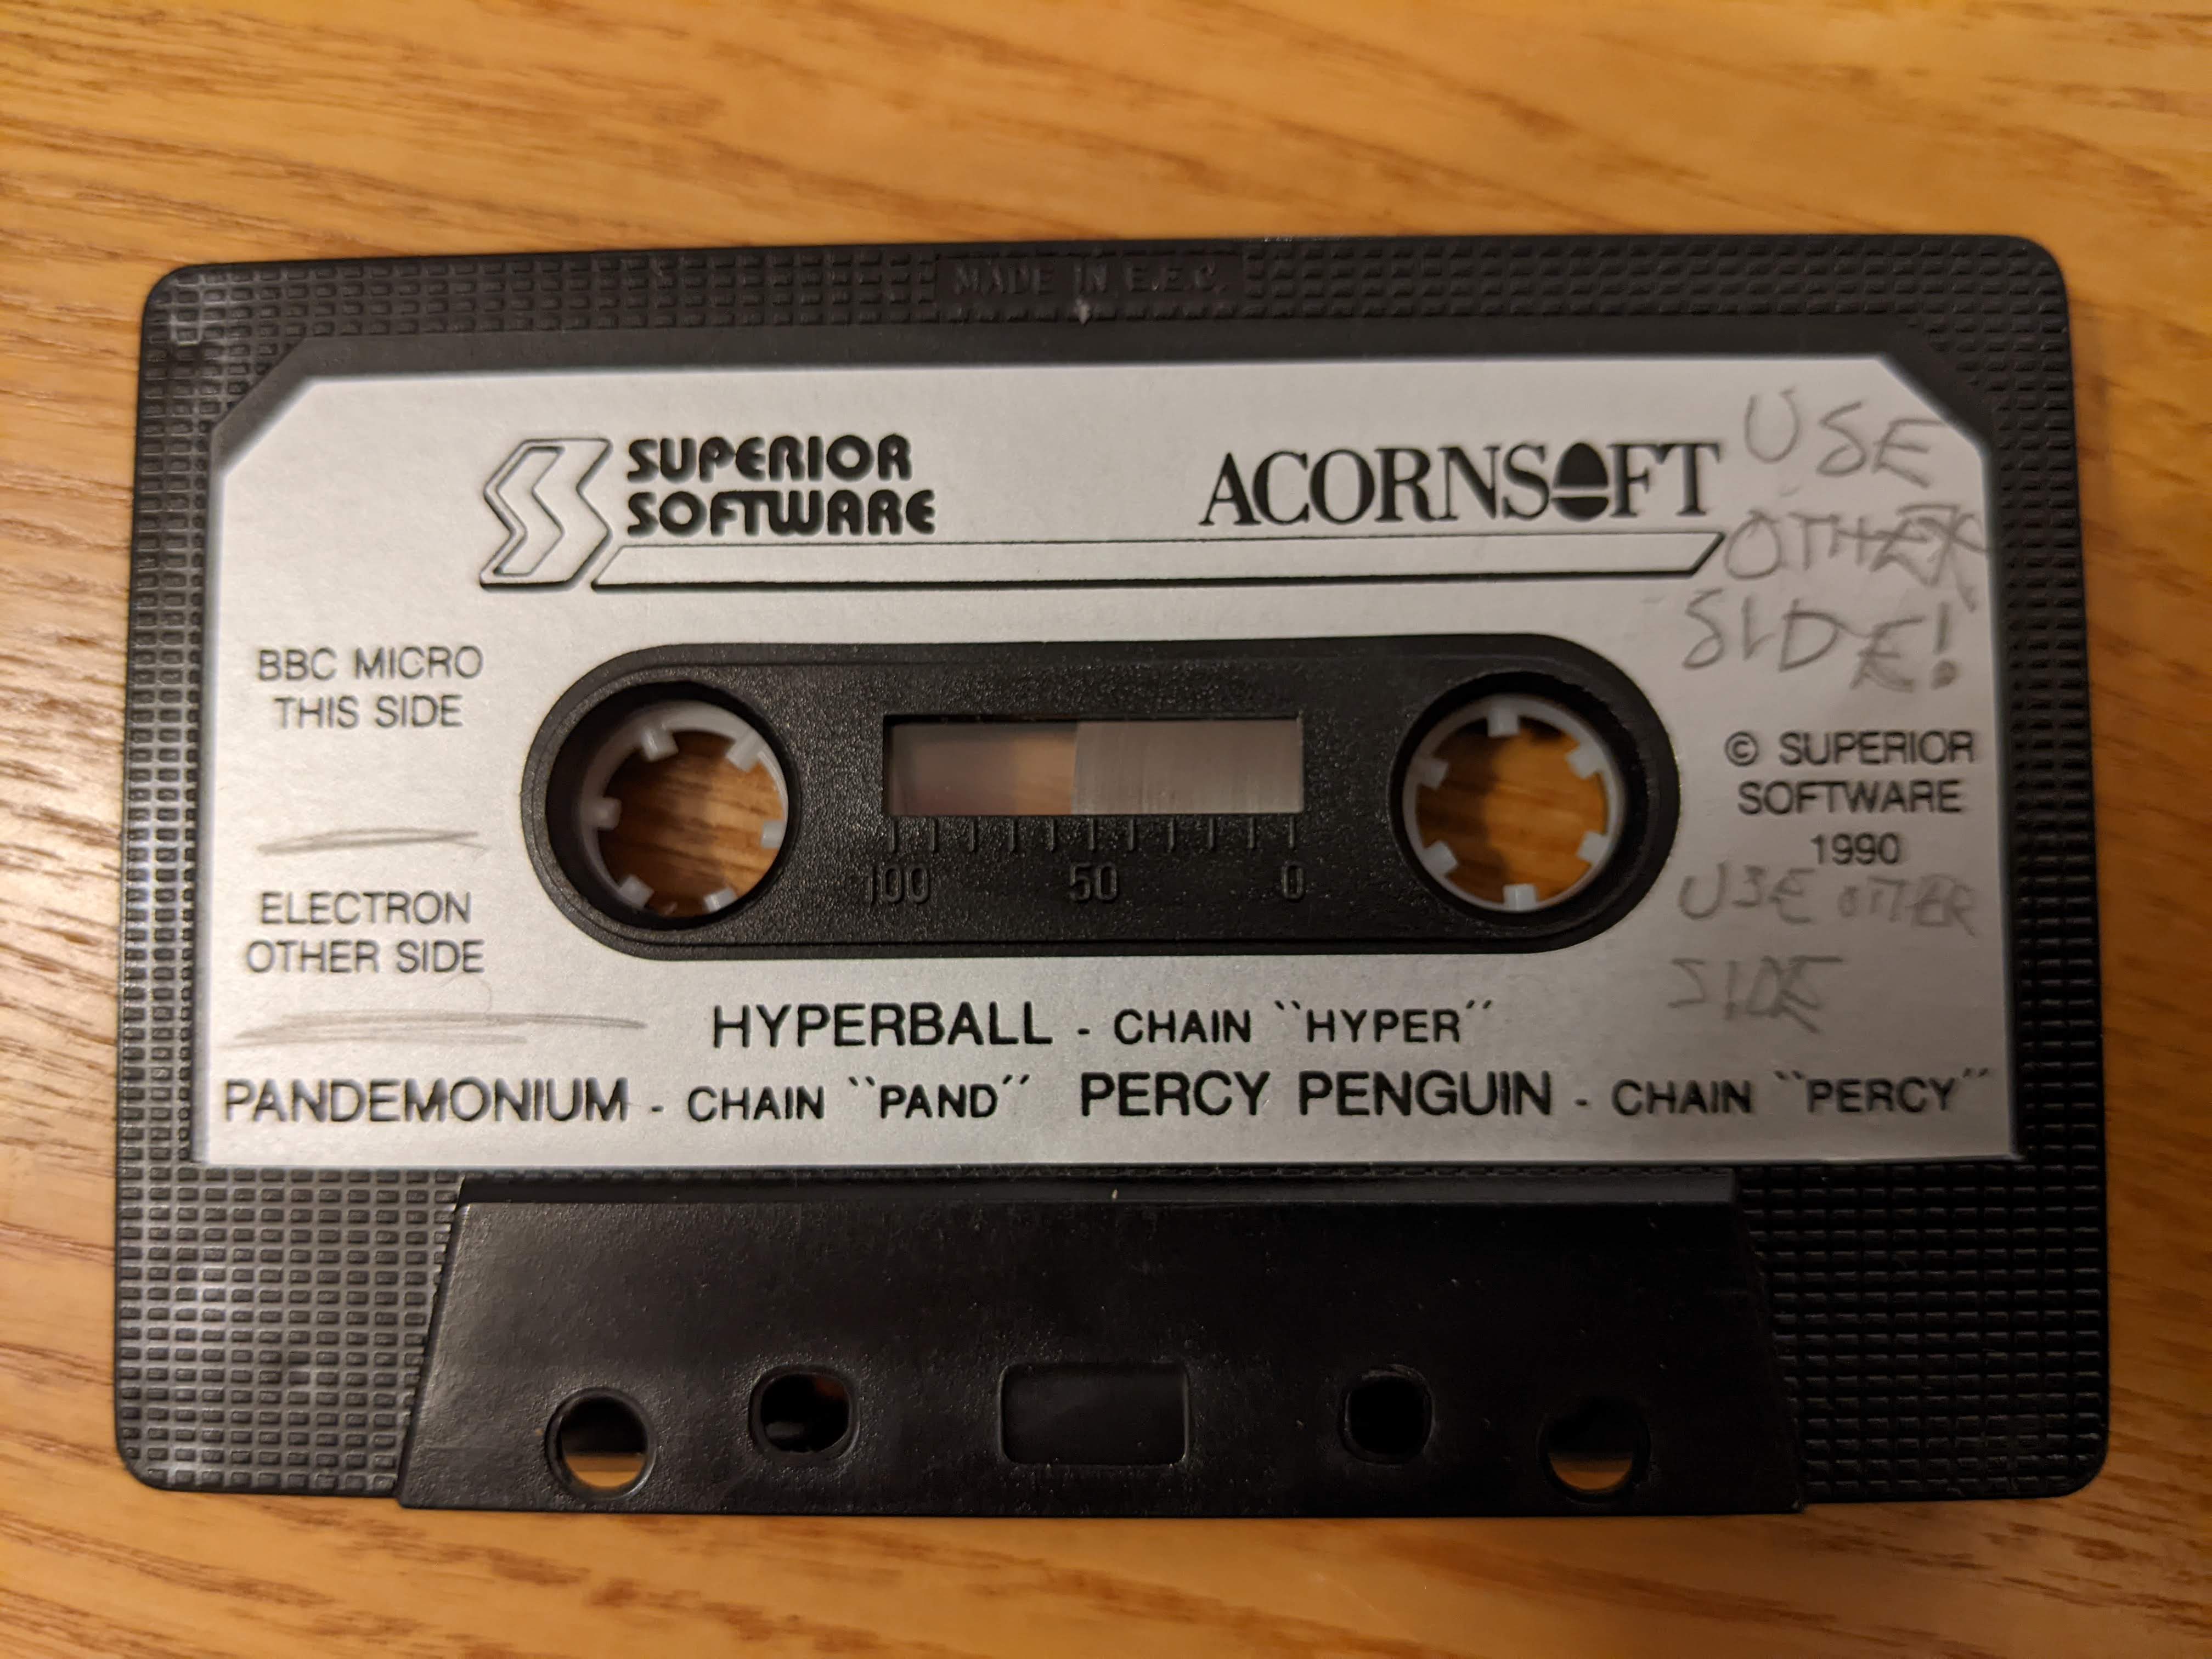 MADE IN E.E.C.
SUPERIOR
SOFTWARE
ACORNSOFT
USE
OTHER
SIDE!
BBC MICRO
THIS SIDE
ELECTRON
OTHER SIDE
100 50 0
© SUPERIOR
SOFTWARE
1990
USE OTHER
SIDE
HYPERBALL - CHAIN ``HYPER´´
PANDEMONIUM - CHAIN ``PAND´´ PERCY PENGUIN - CHAIN ``PERCY´´